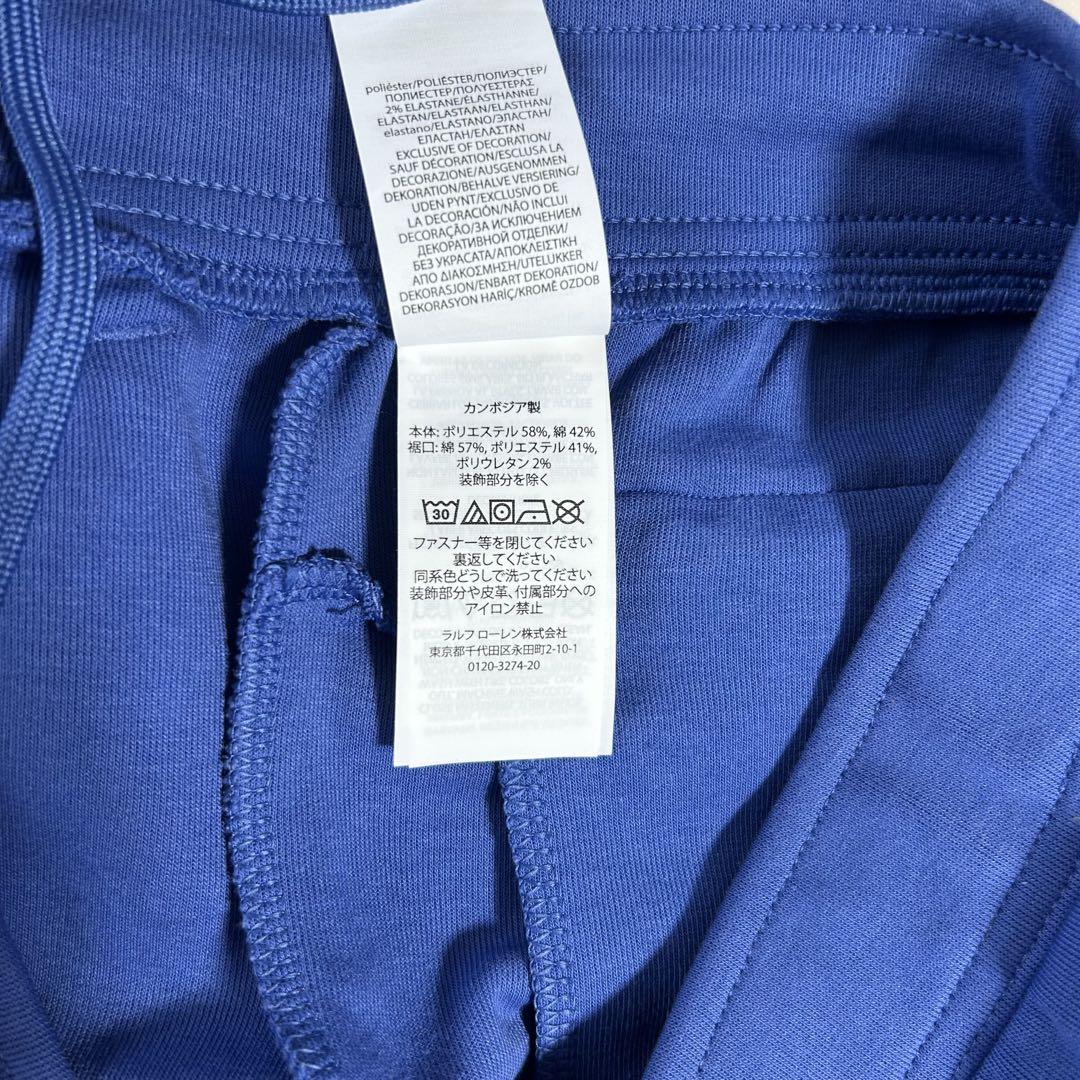 poliéster/POLIÉSTER/ПОЛИЭСТЕР/
ПОЛИЕСТЕР/ΠΟΛΥΕΣΤΕΡΑΣ
2% ELASTANE/ÉLASTHANNE/
ELASTAN/ELASTAAN/ELASTHAN/
elastano/ELASTANO/ЭЛАСТАН/
ЕЛАСТАН/ΕΛΑΣΤΑΝ
EXCLUSIVE OF DECORATION/
SAUF DÉCORATION/ESCLUSA LA
DECORAZIONE/AUSGENOMMEN
DEKORATION/BEHALVE VERSIERING/
UDEN PYNT/EXCLUSIVO DE
LA DECORACIÓN/NÃO INCLUI
DECORAÇÃO/ЗА ИСКЛЮЧЕНИЕМ
ДЕКОРАТИВНОЙ ОТДЕЛКИ/
БЕЗ УКРАСАТА/ΑΠΟΚΛΕΙΣΤΙΚΗ
ΑΠΟ ΔΙΑΚΟΣΜΗΣΗ/UTELUKKER
DEKORASJON/ENBART DEKORATION/
DEKORASYON HARİÇ/KROMĚ OZDOB
カンボジア製
本体: ポリエステル 58%, 綿 42%
裾口: 綿 57%, ポリエステル 41%,
ポリウレタン 2%
装飾部分を除く
30
ファスナー等を閉じてください
裏返してください
同系色どうしで洗ってください
装飾部分や皮革、付属部分への
アイロン禁止
ラルフ ローレン株式会社
東京都千代田区永田町2-10-1
0120-3274-20